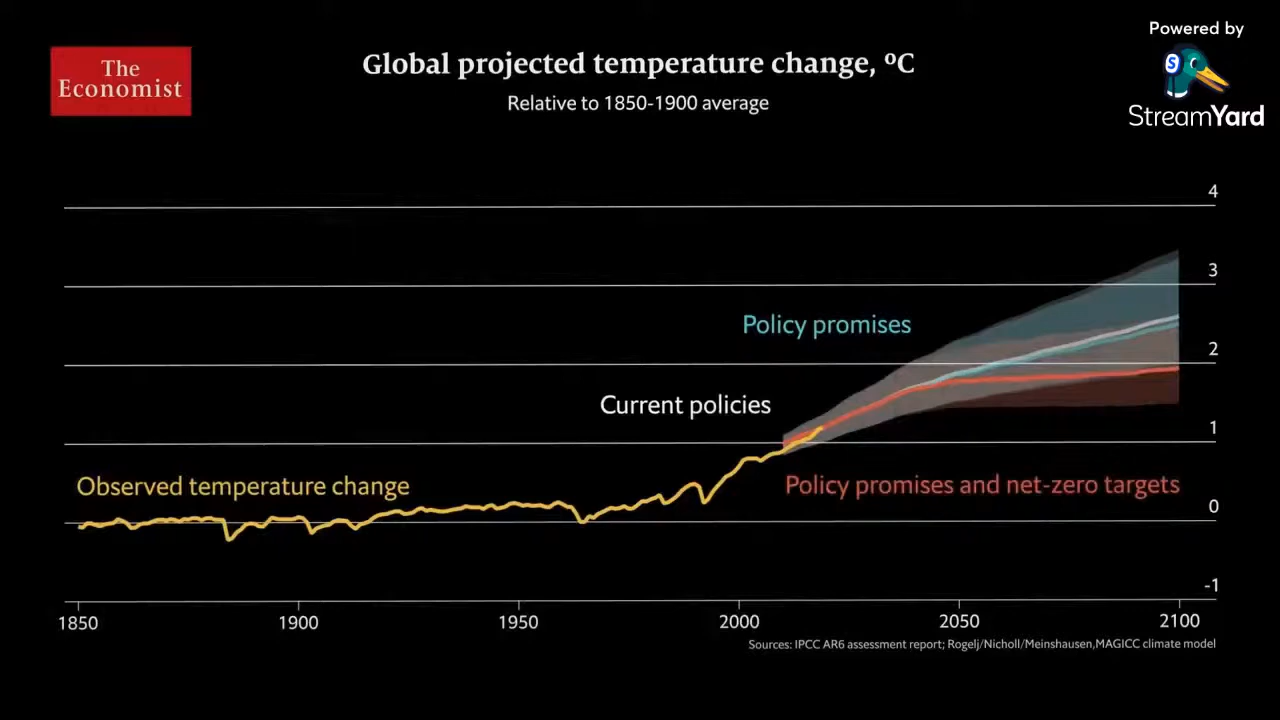 Powered by
StreamYard
The
Economist
Global projected temperature change, ºC
Relative to 1850-1900 average
4
3
Policy promises
2
Current policies
1
Observed temperature change
Policy promises and net-zero targets
0
-1
1850 1900 1950 2000 2050 2100
Sources: IPCC AR6 assessment report; Rogelj/Nicholl/Meinshausen,MAGICC climate model